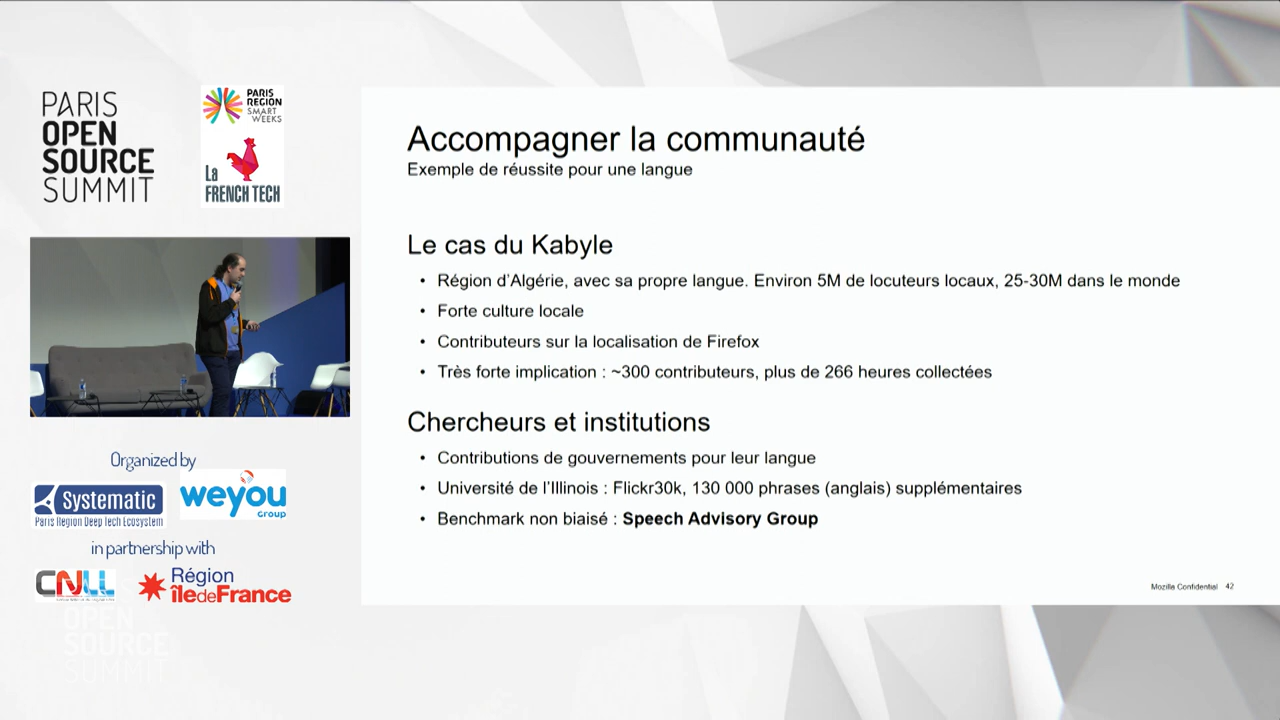 PARIS
OPEN
SOURCE
SUMMIT
PARIS
REGION
SMART
WEEKS
La
FRENCH TECH
Accompagner la communauté
Exemple de réussite pour une langue
Le cas du Kabyle
• Région d'Algérie, avec sa propre langue. Environ 5M de locuteurs locaux, 25-30M dans le monde
• Forte culture locale
• Contributeurs sur la localisation de Firefox
• Très forte implication : ~300 contributeurs, plus de 266 heures collectées
Chercheurs et institutions
• Contributions de gouvernements pour leur langue
• Université de l'Illinois : Flickr30k, 130 000 phrases (anglais) supplémentaires
• Benchmark non biaisé : Speech Advisory Group
Mozilla Confidential 42
Organized by
Systematic
Paris Region Deep Tech Ecosystem
weyou
group
in partnership with
CNLL
Région
îledeFrance
OPEN
SOURCE
SUMMIT